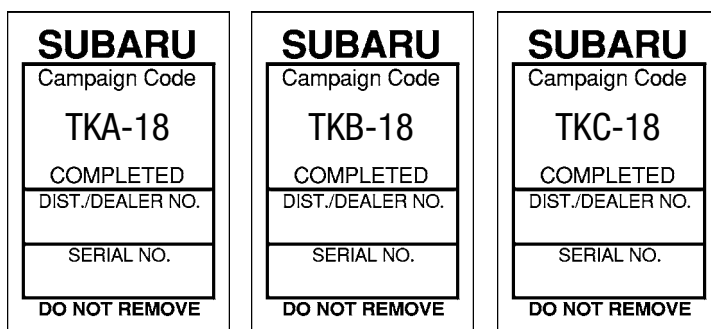 SUBARU
Campaign Code
TKA-18
COMPLETED
DIST./DEALER NO.
SERIAL NO.
DO NOT REMOVE
SUBARU
Campaign Code
TKB-18
COMPLETED
DIST./DEALER NO.
SERIAL NO.
DO NOT REMOVE
SUBARU
Campaign Code
TKC-18
COMPLETED
DIST./DEALER NO.
SERIAL NO.
DO NOT REMOVE